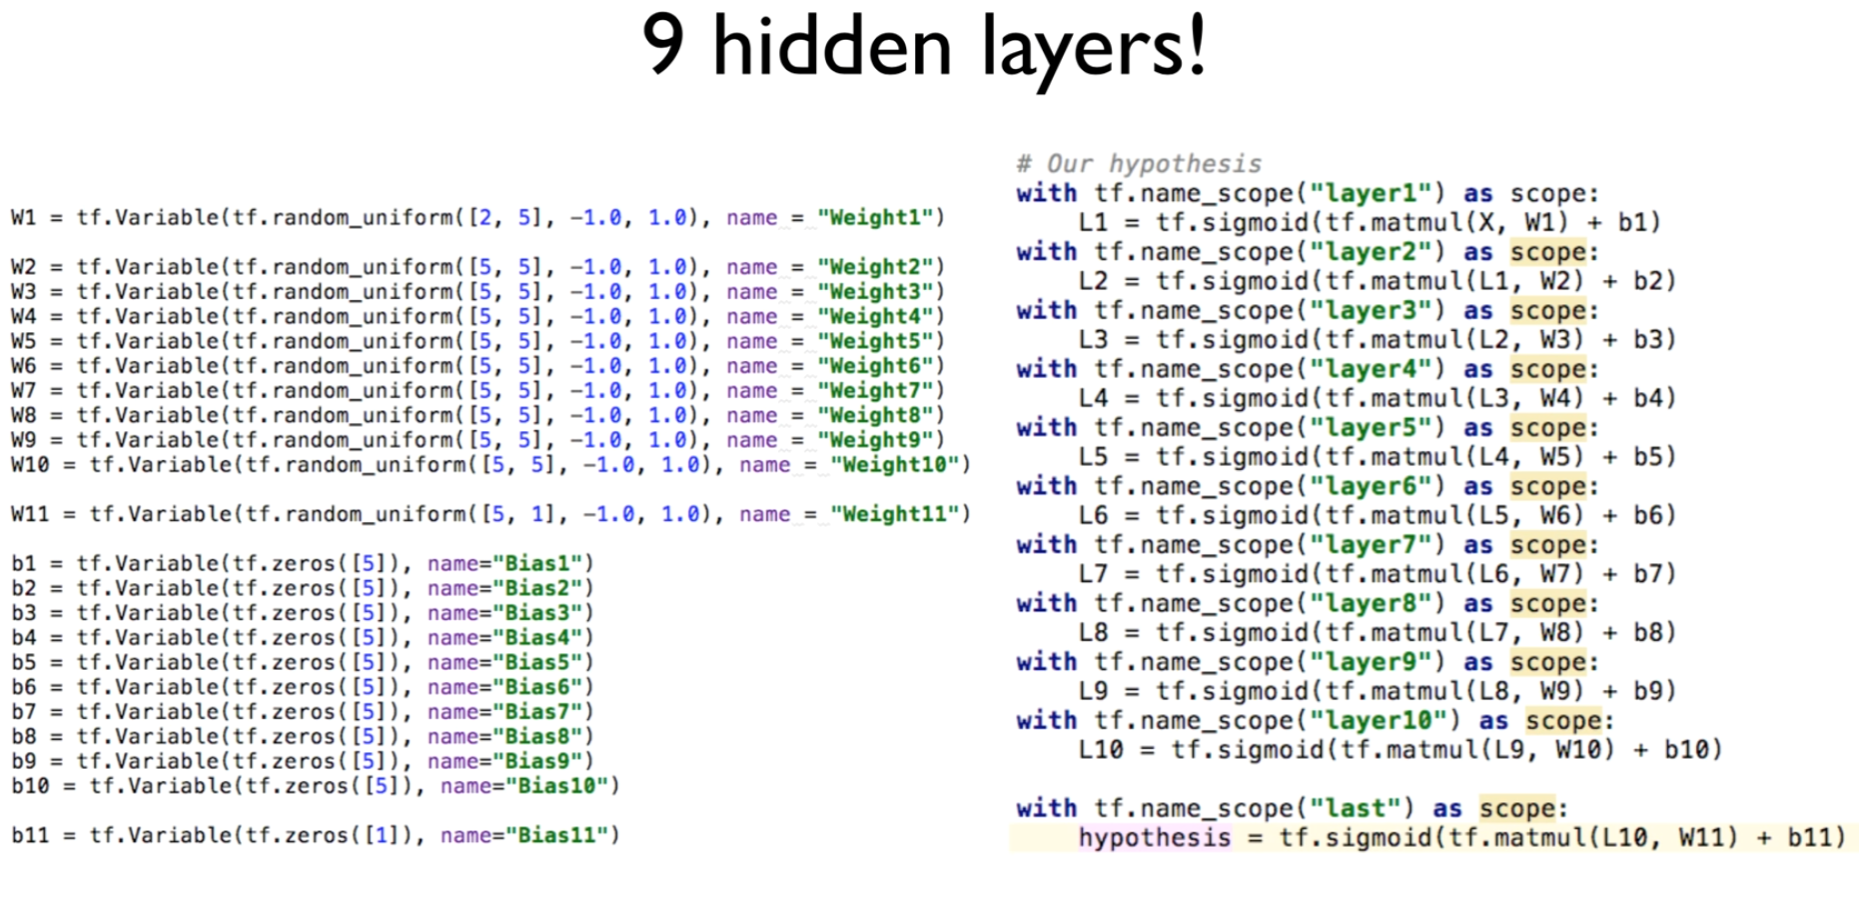 9 hidden layers!
W1 = tf.Variable(tf.random_uniform([2, 5], -1.0, 1.0), name = "Weight1")
W2 = tf.Variable(tf.random_uniform([5, 5], -1.0, 1.0), name = "Weight2")
W3 = tf.Variable(tf.random_uniform([5, 5], -1.0, 1.0), name = "Weight3")
W4 = tf.Variable(tf.random_uniform([5, 5], -1.0, 1.0), name = "Weight4")
W5 = tf.Variable(tf.random_uniform([5, 5], -1.0, 1.0), name = "Weight5")
W6 = tf.Variable(tf.random_uniform([5, 5], -1.0, 1.0), name = "Weight6")
W7 = tf.Variable(tf.random_uniform([5, 5], -1.0, 1.0), name = "Weight7")
W8 = tf.Variable(tf.random_uniform([5, 5], -1.0, 1.0), name = "Weight8")
W9 = tf.Variable(tf.random_uniform([5, 5], -1.0, 1.0), name = "Weight9")
W10 = tf.Variable(tf.random_uniform([5, 5], -1.0, 1.0), name = "Weight10")
W11 = tf.Variable(tf.random_uniform([5, 1], -1.0, 1.0), name = "Weight11")
b1 = tf.Variable(tf.zeros([5]), name="Bias1")
b2 = tf.Variable(tf.zeros([5]), name="Bias2")
b3 = tf.Variable(tf.zeros([5]), name="Bias3")
b4 = tf.Variable(tf.zeros([5]), name="Bias4")
b5 = tf.Variable(tf.zeros([5]), name="Bias5")
b6 = tf.Variable(tf.zeros([5]), name="Bias6")
b7 = tf.Variable(tf.zeros([5]), name="Bias7")
b8 = tf.Variable(tf.zeros([5]), name="Bias8")
b9 = tf.Variable(tf.zeros([5]), name="Bias9")
b10 = tf.Variable(tf.zeros([5]), name="Bias10")
b11 = tf.Variable(tf.zeros([1]), name="Bias11")
# Our hypothesis
with tf.name_scope("layer1") as scope:
    L1 = tf.sigmoid(tf.matmul(X, W1) + b1)
with tf.name_scope("layer2") as scope:
    L2 = tf.sigmoid(tf.matmul(L1, W2) + b2)
with tf.name_scope("layer3") as scope:
    L3 = tf.sigmoid(tf.matmul(L2, W3) + b3)
with tf.name_scope("layer4") as scope:
    L4 = tf.sigmoid(tf.matmul(L3, W4) + b4)
with tf.name_scope("layer5") as scope:
    L5 = tf.sigmoid(tf.matmul(L4, W5) + b5)
with tf.name_scope("layer6") as scope:
    L6 = tf.sigmoid(tf.matmul(L5, W6) + b6)
with tf.name_scope("layer7") as scope:
    L7 = tf.sigmoid(tf.matmul(L6, W7) + b7)
with tf.name_scope("layer8") as scope:
    L8 = tf.sigmoid(tf.matmul(L7, W8) + b8)
with tf.name_scope("layer9") as scope:
    L9 = tf.sigmoid(tf.matmul(L8, W9) + b9)
with tf.name_scope("layer10") as scope:
    L10 = tf.sigmoid(tf.matmul(L9, W10) + b10)
with tf.name_scope("last") as scope:
    hypothesis = tf.sigmoid(tf.matmul(L10, W11) + b11)